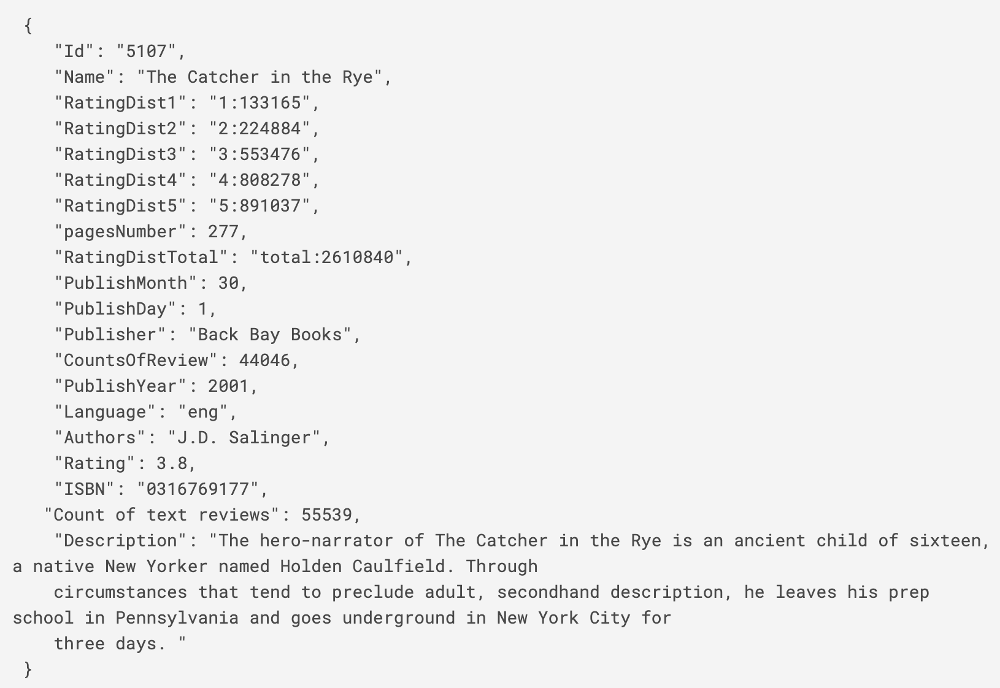 {
"Id": "5107",
"Name": "The Catcher in the Rye",
"RatingDist1": "1:133165",
"RatingDist2": "2:224884",
"RatingDist3": "3:553476",
"RatingDist4": "4:808278",
"RatingDist5": "5:891037",
"pagesNumber": 277,
"RatingDistTotal": "total:2610840",
"PublishMonth": 30,
"PublishDay": 1,
"Publisher": "Back Bay Books",
"CountsOfReview": 44046,
"PublishYear": 2001,
"Language": "eng",
"Authors": "J.D. Salinger",
"Rating": 3.8,
"ISBN": "0316769177",
"Count of text reviews": 55539,
"Description": "The hero-narrator of The Catcher in the Rye is an ancient child of sixteen,
a native New Yorker named Holden Caulfield. Through
circumstances that tend to preclude adult, secondhand description, he leaves his prep
school in Pennsylvania and goes underground in New York City for
three days. "
}